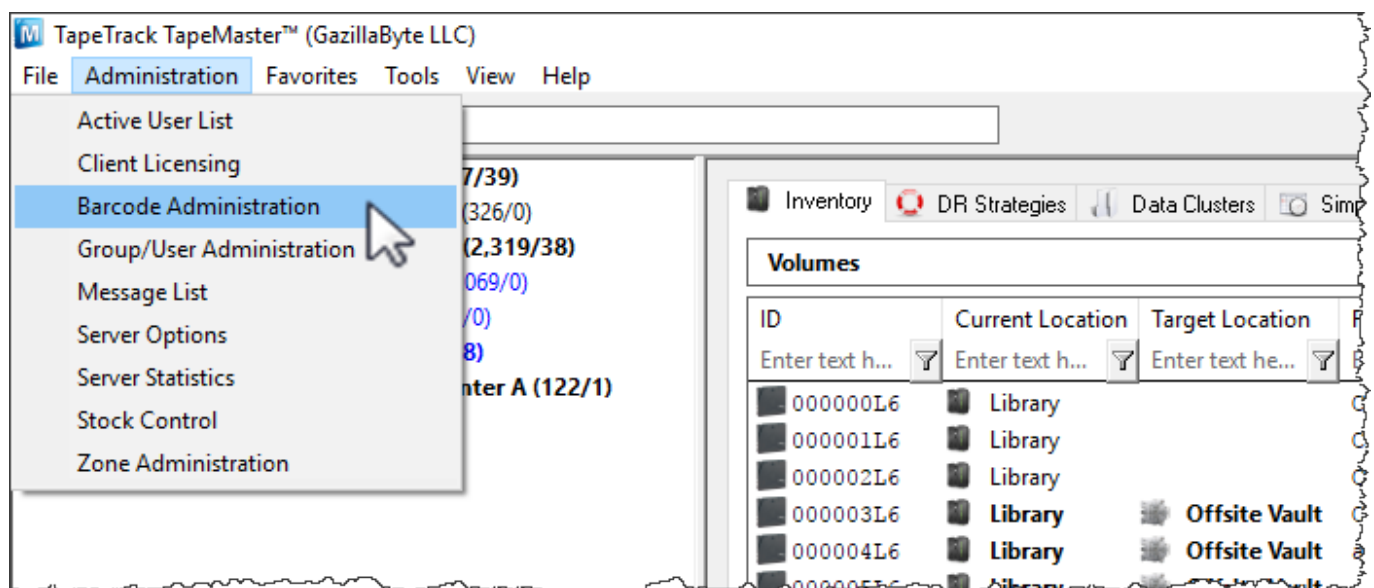 TapeTrack TapeMaster™ (GazillaByte LLC)
File Administration Favorites Tools View Help
Active User List
Client Licensing
Barcode Administration
Group/User Administration
Message List
Server Options
Server Statistics
Stock Control
Zone Administration
7/39)
(326/0)
(2,319/38)
069/0)
/0)
8)
nter A (122/1)
Inventory DR Strategies Data Clusters Simp
Volumes
ID Current Location Target Location
Enter text h... Enter text h... Enter text he...
000000L6 Library
000001L6 Library
000002L6 Library
000003L6 Library Offsite Vault
000004L6 Library Offsite Vault